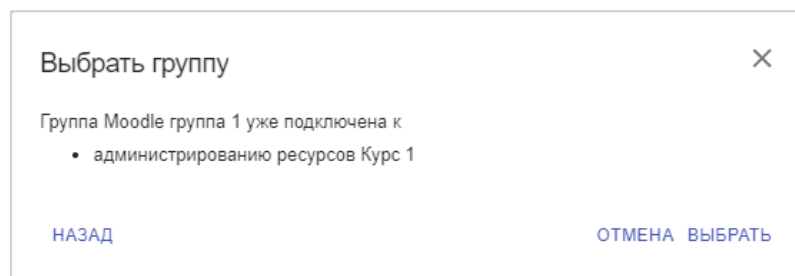 Выбрать группу
Группа Moodle группа 1 уже подключена к
• администрированию ресурсов Курс 1
НАЗАД ОТМЕНА ВЫБРАТЬ